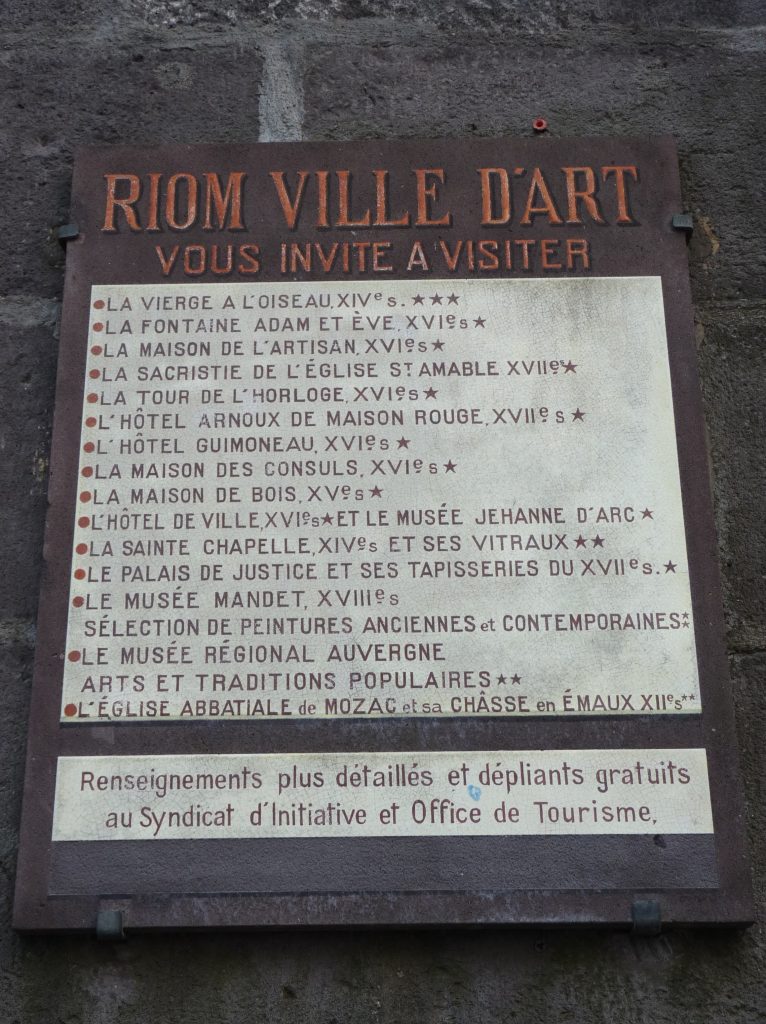 RIOM VILLE D'ART
VOUS INVITE A VISITER
●LA VIERGE A L'OISEAU, XIVe s. ★★★
●LA FONTAINE ADAM ET ÈVE, XVIe s ★
●LA MAISON DE L'ARTISAN, XVIe s ★
●LA SACRISTIE DE L'ÉGLISE ST AMABLE XVIIe s ★
●LA TOUR DE L'HORLOGE, XVIe s ★
●L'HÔTEL ARNOUX DE MAISON ROUGE, XVIIe s ★
●L'HÔTEL GUIMONEAU, XVIe s ★
●LA MAISON DES CONSULS, XVIe s ★
●LA MAISON DE BOIS, XVe s ★
●L'HÔTEL DE VILLE, XVIe s ★ ET LE MUSÉE JEHANNE D'ARC ★
●LA SAINTE CHAPELLE, XIVe s ET SES VITRAUX ★★
●LE PALAIS DE JUSTICE ET SES TAPISSERIES DU XVIIe s. ★
●LE MUSÉE MANDET, XVIIIe s
SÉLECTION DE PEINTURES ANCIENNES et CONTEMPORAINES ★★
●LE MUSÉE RÉGIONAL AUVERGNE
ARTS ET TRADITIONS POPULAIRES ★★
●L'ÉGLISE ABBATIALE de MOZAC et sa CHÂSSE en ÉMAUX XIIe s ★★
Renseignements plus détaillés et dépliants gratuits
au Syndicat d'Initiative et Office de Tourisme,